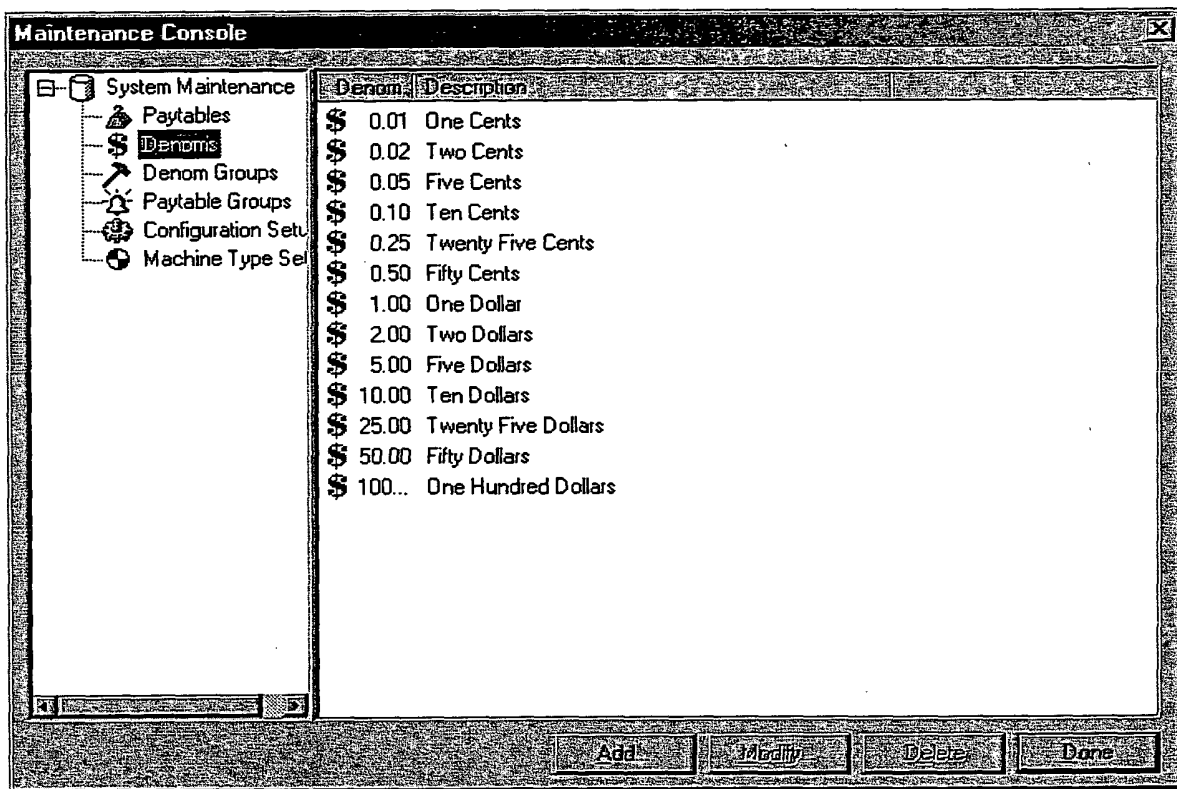 Maintenance Console
System Maintenance
Paytables
Denoms
Denom Groups
Paytable Groups
Configuration Setu
Machine Type Sel
Denom. Description
$ 0.01 One Cents
$ 0.02 Two Cents
$ 0.05 Five Cents
$ 0.10 Ten Cents
$ 0.25 Twenty Five Cents
$ 0.50 Fifty Cents
$ 1.00 One Dollar
$ 2.00 Two Dollars
$ 5.00 Five Dollars
$ 10.00 Ten Dollars
$ 25.00 Twenty Five Dollars
$ 50.00 Fifty Dollars
$ 100... One Hundred Dollars
Add Modify Delete Done